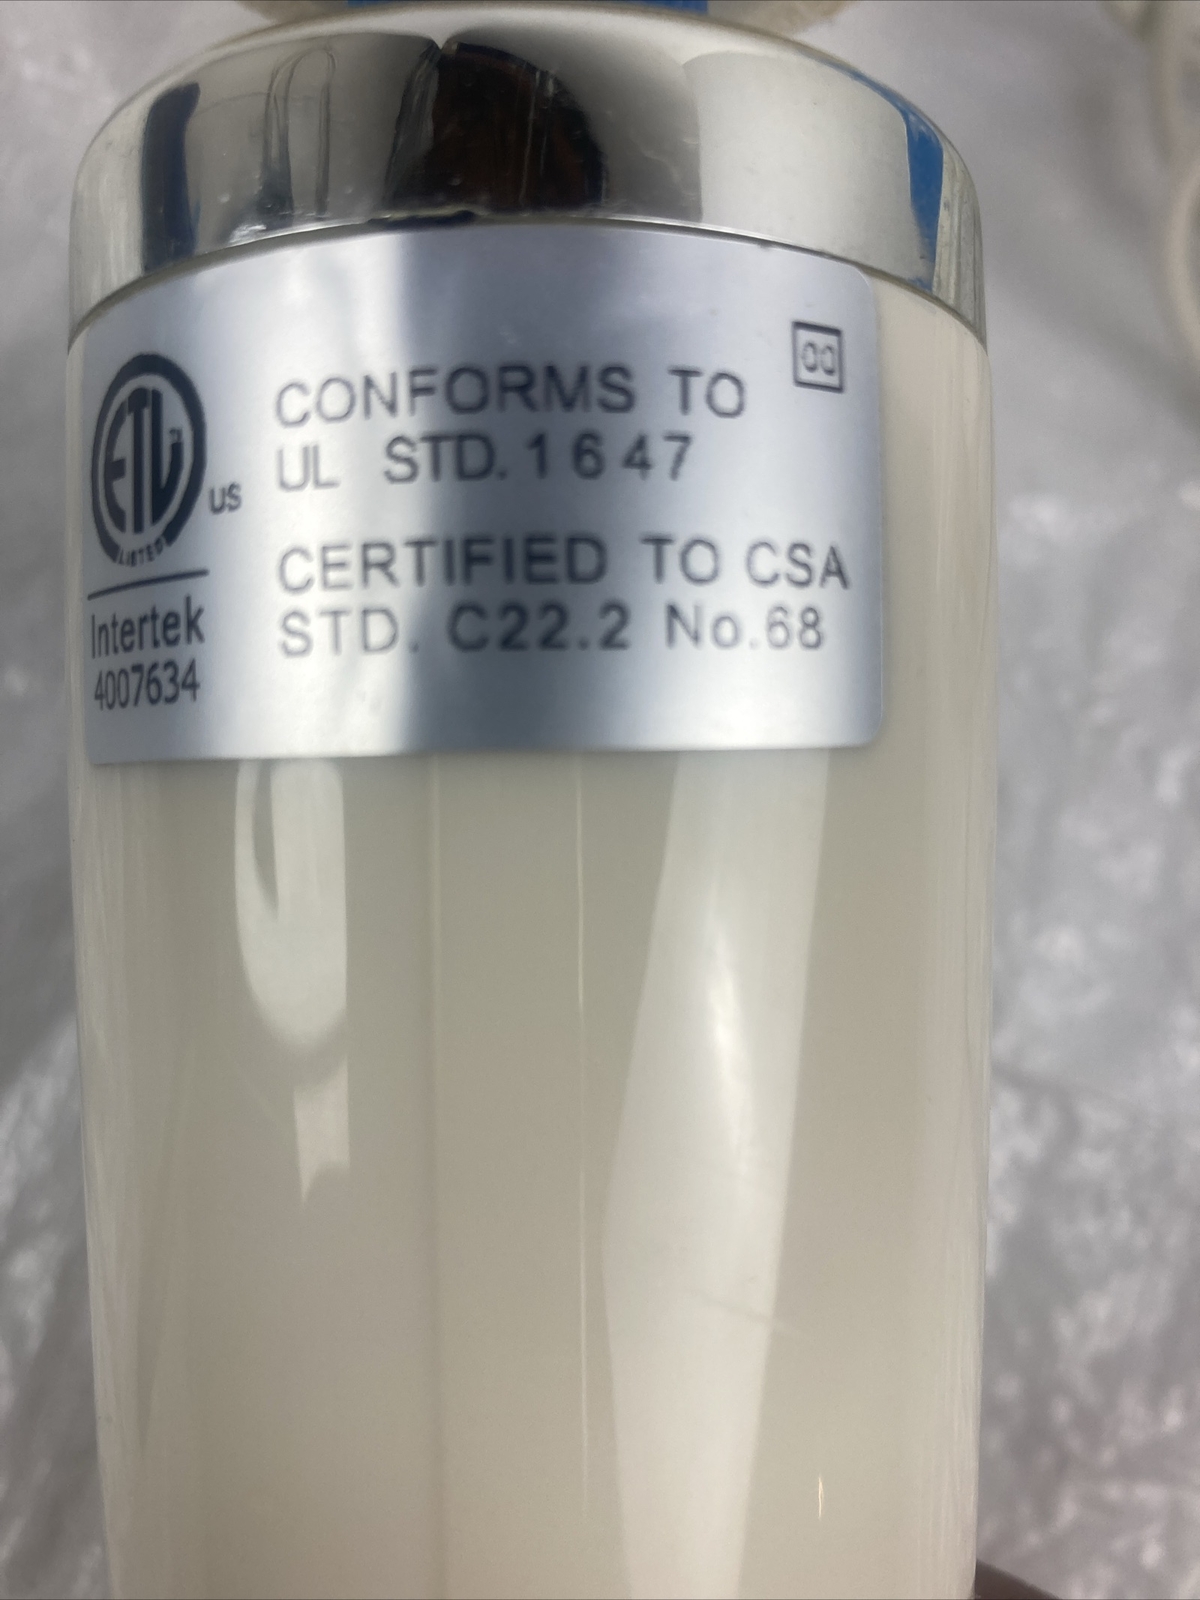 CONFORMS TO
UL STD. 1647
CERTIFIED TO CSA
STD. C22.2 No.68
ETL
LISTED
US
Intertek
4007634